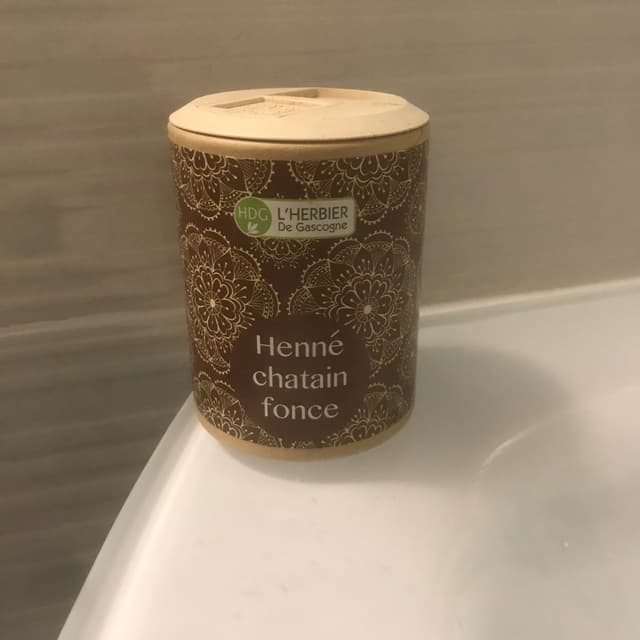 HDG
L'HERBIER
De Gascogne
Henné
chatain
fonce